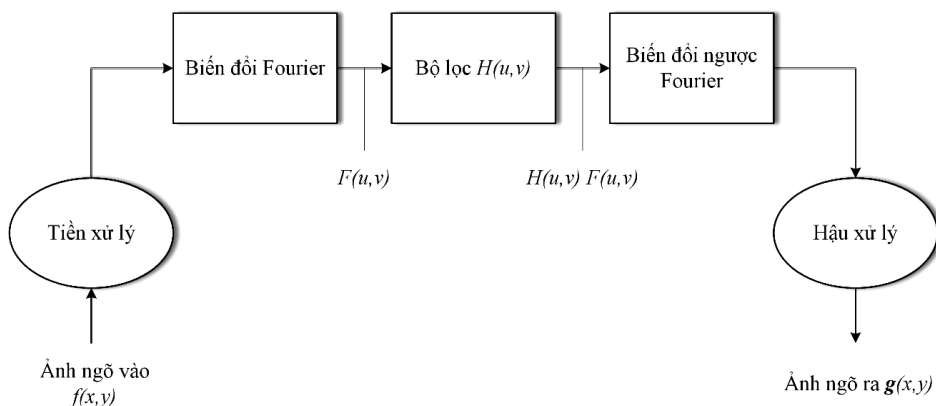 Biến đổi Fourier
Bộ lọc H(u,v)
Biến đổi ngược
Fourier
F(u,v)
H(u,v) F(u,v)
Tiền xử lý
Hậu xử lý
Ảnh ngõ vào
f(x,y)
Ảnh ngõ ra g(x,y)